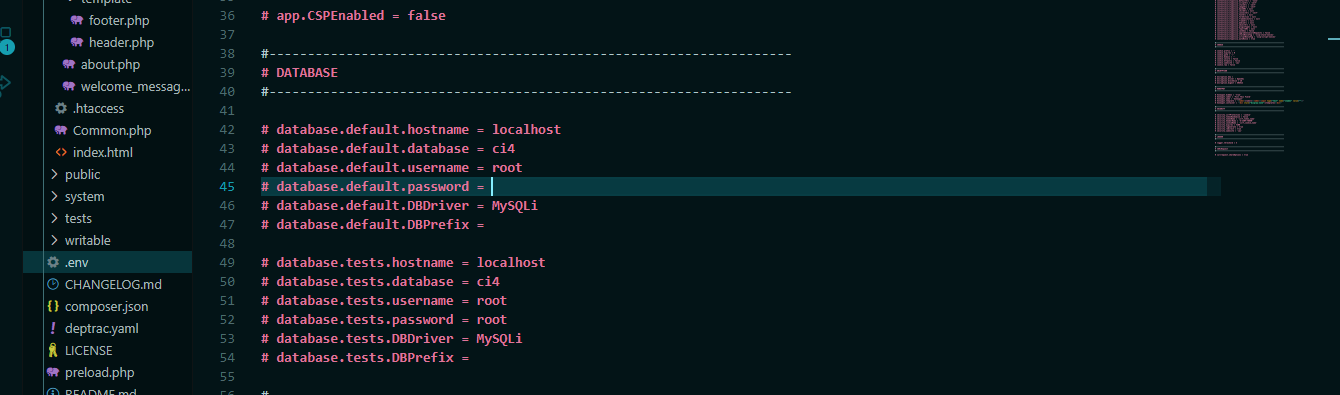 template
footer.php
header.php
about.php
welcome_messag...
.htaccess
Common.php
index.html
public
system
tests
writable
.env
CHANGELOG.md
composer.json
deptrac.yaml
LICENSE
preload.php
README.md
1
36 # app.CSPEnabled = false
37
38 #--------------------------------------------------------------------
39 # DATABASE
40 #--------------------------------------------------------------------
41
42 # database.default.hostname = localhost
43 # database.default.database = ci4
44 # database.default.username = root
45 # database.default.password =
46 # database.default.DBDriver = MySQLi
47 # database.default.DBPrefix =
48
49 # database.tests.hostname = localhost
50 # database.tests.database = ci4
51 # database.tests.username = root
52 # database.tests.password = root
53 # database.tests.DBDriver = MySQLi
54 # database.tests.DBPrefix =
55